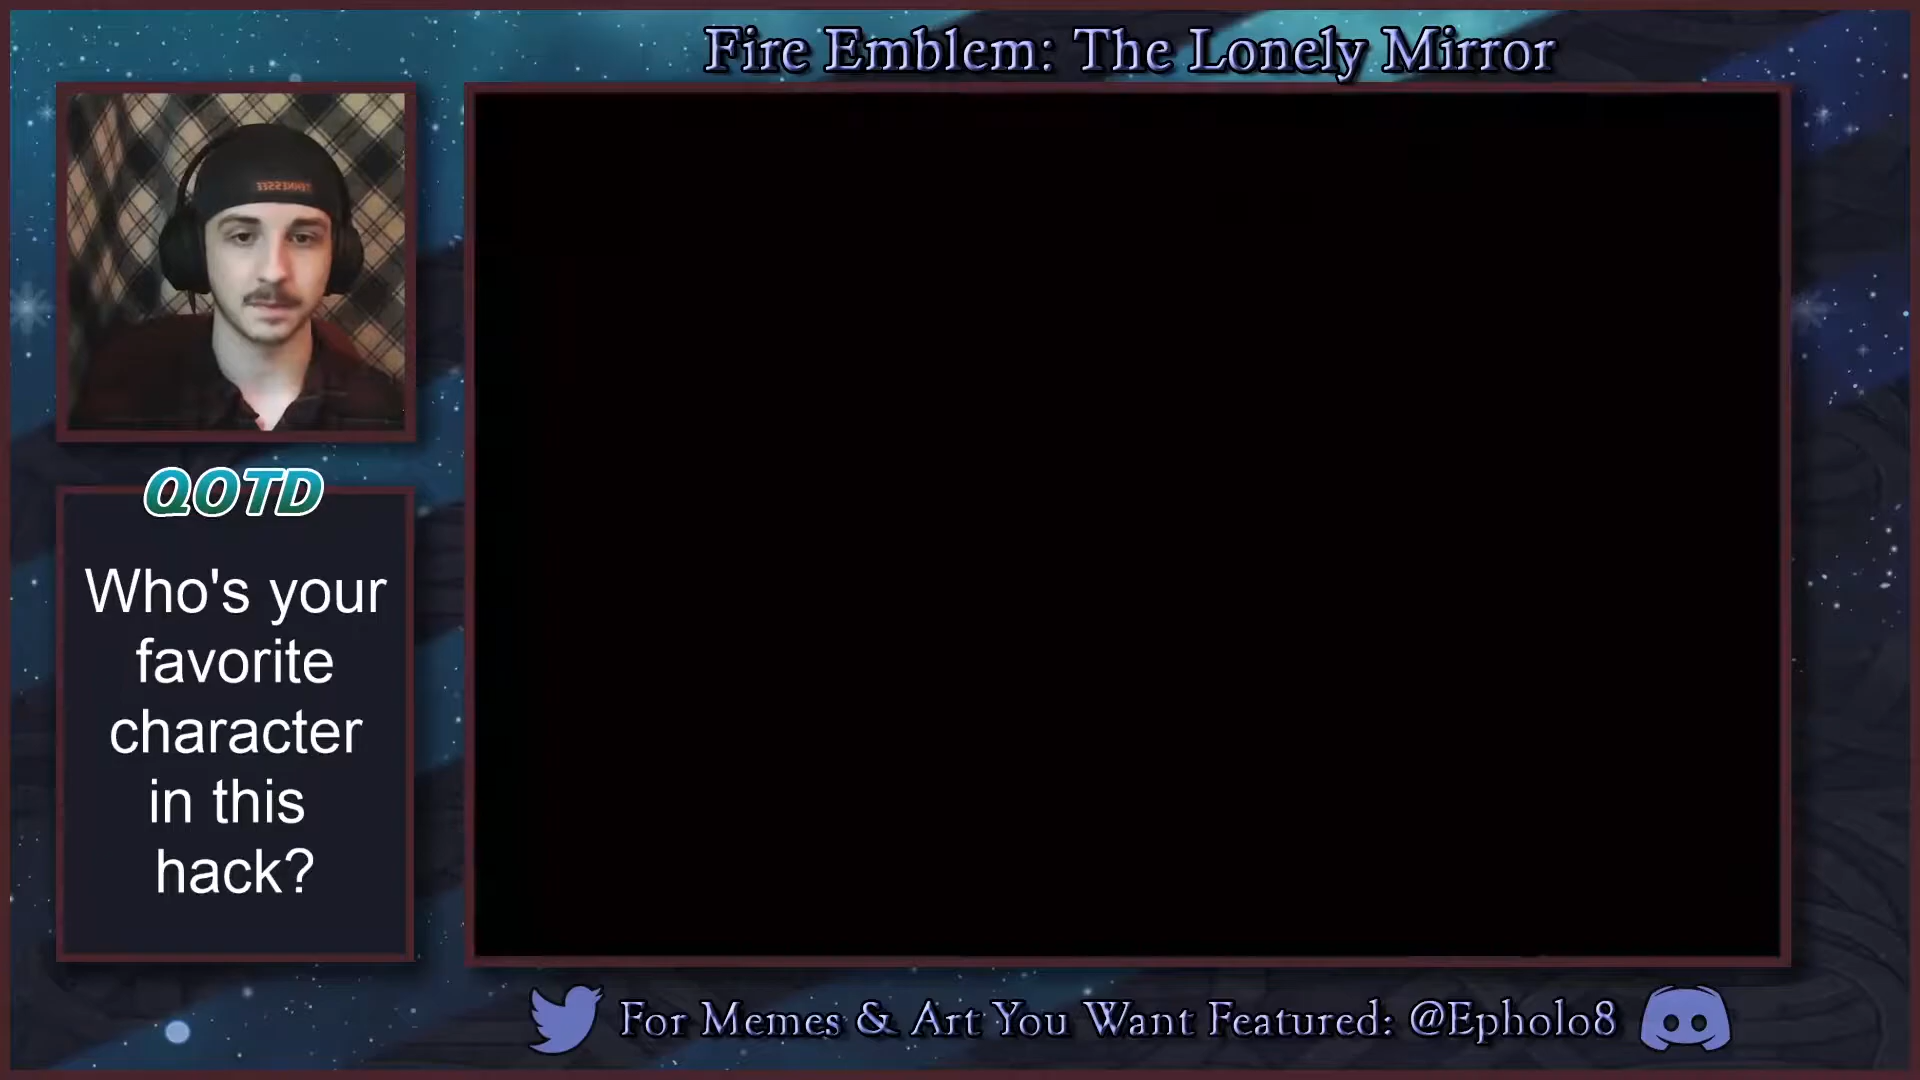 Fire Emblem: The Lonely Mirror
TENNESSEE
QOTD
Who's your
favorite
character
in this
hack?
For Memes & Art You Want Featured: @Epholo8